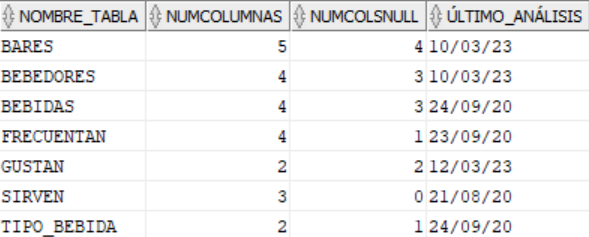 NOMBRE_TABLA NUMCOLUMNAS NUMCOLSNULL ÚLTIMO_ANÁLISIS
BARES 5 4 10/03/23
BEBEDORES 4 3 10/03/23
BEBIDAS 4 3 24/09/20
FRECUENTAN 4 1 23/09/20
GUSTAN 2 2 12/03/23
SIRVEN 3 0 21/08/20
TIPO_BEBIDA 2 1 24/09/20